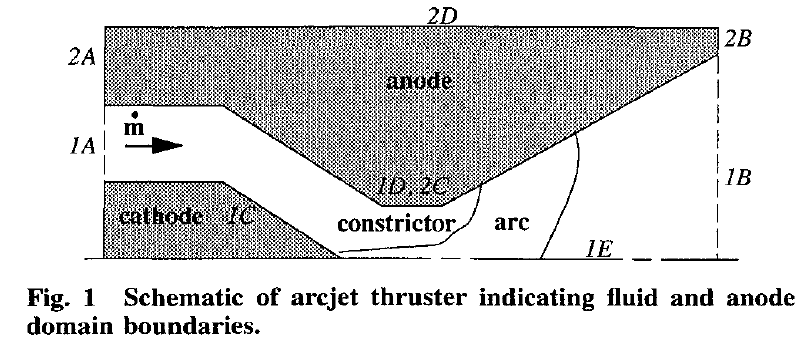 2D
2A
2B
anode
ṁ
1A
1D, 2C
1B
cathode 1C
constrictor
arc
1E
Fig. 1 Schematic of arcjet thruster indicating fluid and anode
domain boundaries.